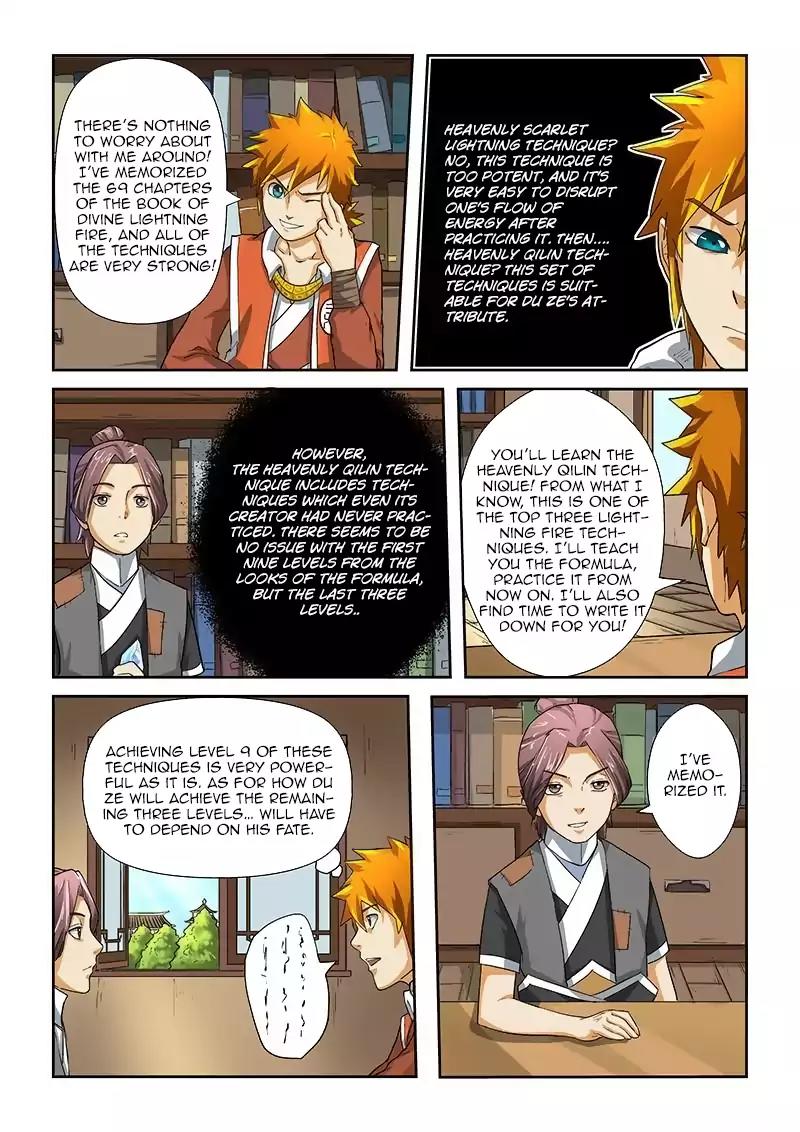 THERE'S NOTHING
TO WORRY ABOUT
WITH ME AROUND!
I'VE MEMORIZED
THE 69 CHAPTERS
OF THE BOOK OF
DIVINE LIGHTNING
FIRE, AND ALL OF
THE TECHNIQUES
ARE VERY STRONG!
HEAVENLY SCARLET
LIGHTNING TECHNIQUE?
NO, THIS TECHNIQUE IS
TOO POTENT, AND IT'S
VERY EASY TO DISRUPT
ONE'S FLOW OF
ENERGY AFTER
PRACTICING IT. THEN....
HEAVENLY QILIN TECH-
NIQUE? THIS SET OF
TECHNIQUES IS SUIT-
ABLE FOR DU ZE'S AT-
TRIBUTE.
HOWEVER,
THE HEAVENLY QILIN TECH-
NIQUE INCLUDES TECH-
NIQUES WHICH EVEN ITS
CREATOR HAD NEVER PRAC-
TICED. THERE SEEMS TO BE
NO ISSUE WITH THE FIRST
NINE LEVELS FROM THE
LOOKS OF THE FORMULA,
BUT THE LAST THREE
LEVELS..
YOU'LL LEARN THE
HEAVENLY QILIN TECH-
NIQUE! FROM WHAT I
KNOW, THIS IS ONE OF
THE TOP THREE LIGHT-
NING FIRE TECH-
NIQUES. I'LL TEACH
YOU THE FORMULA,
PRACTICE IT FROM
NOW ON. I'LL ALSO
FIND TIME TO WRITE IT
DOWN FOR YOU!
ACHIEVING LEVEL 9 OF THESE
TECHNIQUES IS VERY POWER-
FUL AS IT IS. AS FOR HOW DU
ZE WILL ACHIEVE THE REMAIN-
ING THREE LEVELS... WILL HAVE
TO DEPEND ON HIS FATE.
I'VE
MEMO-
RIZED IT.